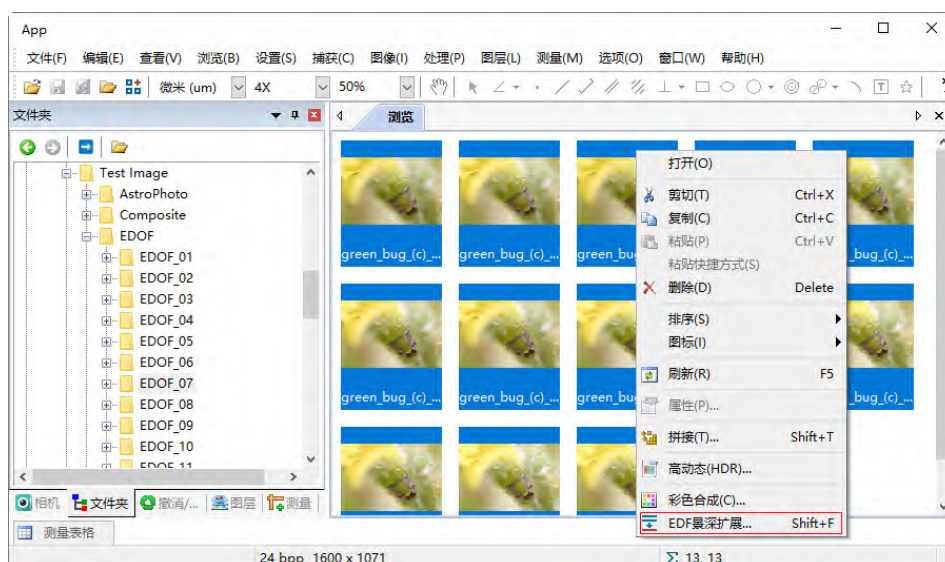 App
文件(F) 编辑(E) 查看(V) 浏览(B) 设置(S) 捕获(C) 图像(I) 处理(P) 图层(L) 测量(M) 选项(O) 窗口(W) 帮助(H)
微米 (um) 4X 50%
文件夹
浏览
Test Image
AstroPhoto
Composite
EDOF
EDOF_01
EDOF_02
EDOF_03
EDOF_04
EDOF_05
EDOF_06
EDOF_07
EDOF_08
EDOF_09
EDOF_10
EDOF_11
green_bug_(c)_... green_bug_(c)_... green_bu _bug_(c)_...
green_bug_(c)_... green_bug_(c)_... green_bu _bug_(c)_...
打开(O)
剪切(T) Ctrl+X
复制(C) Ctrl+C
粘贴(P) Ctrl+V
粘贴快捷方式(S)
删除(D) Delete
排序(S)
图标(I)
刷新(R) F5
属性(P)...
拼接(T)... Shift+T
高动态(HDR)...
彩色合成(C)...
EDF景深扩展... Shift+F
相机 文件夹 撤消/... 图层 测量
测量表格
24 bpp, 1600 x 1071 Σ 13, 13